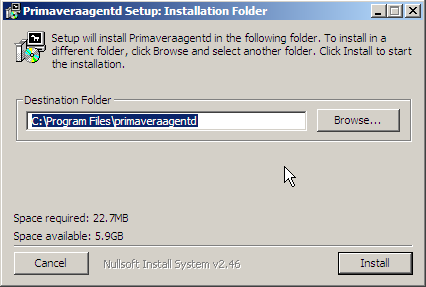 Primaveraagentd Setup: Installation Folder
Setup will install Primaveraagentd in the following folder. To install in a
different folder, click Browse and select another folder. Click Install to start
the installation.
Destination Folder
C:\Program Files\primaveraagentd
Browse...
Space required: 22.7MB
Space available: 5.9GB
Cancel
Nullsoft Install System v2.46
Install